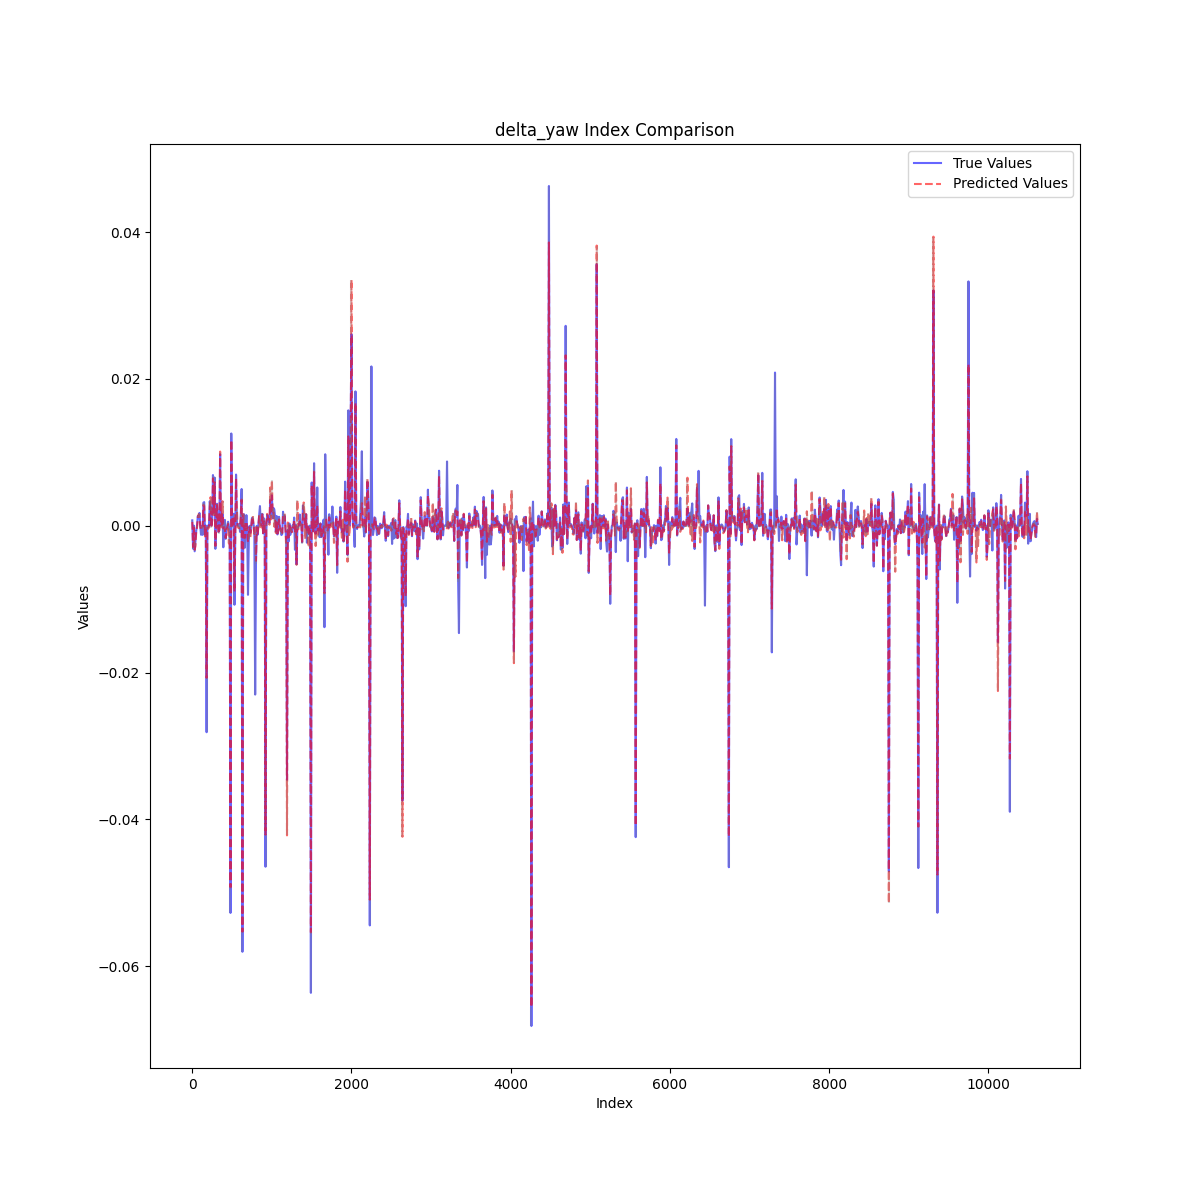 delta_yaw Index Comparison
True Values
Predicted Values
0.04
0.02
0.00
−0.02
−0.04
−0.06
Values
0
2000
4000
6000
8000
10000
Index